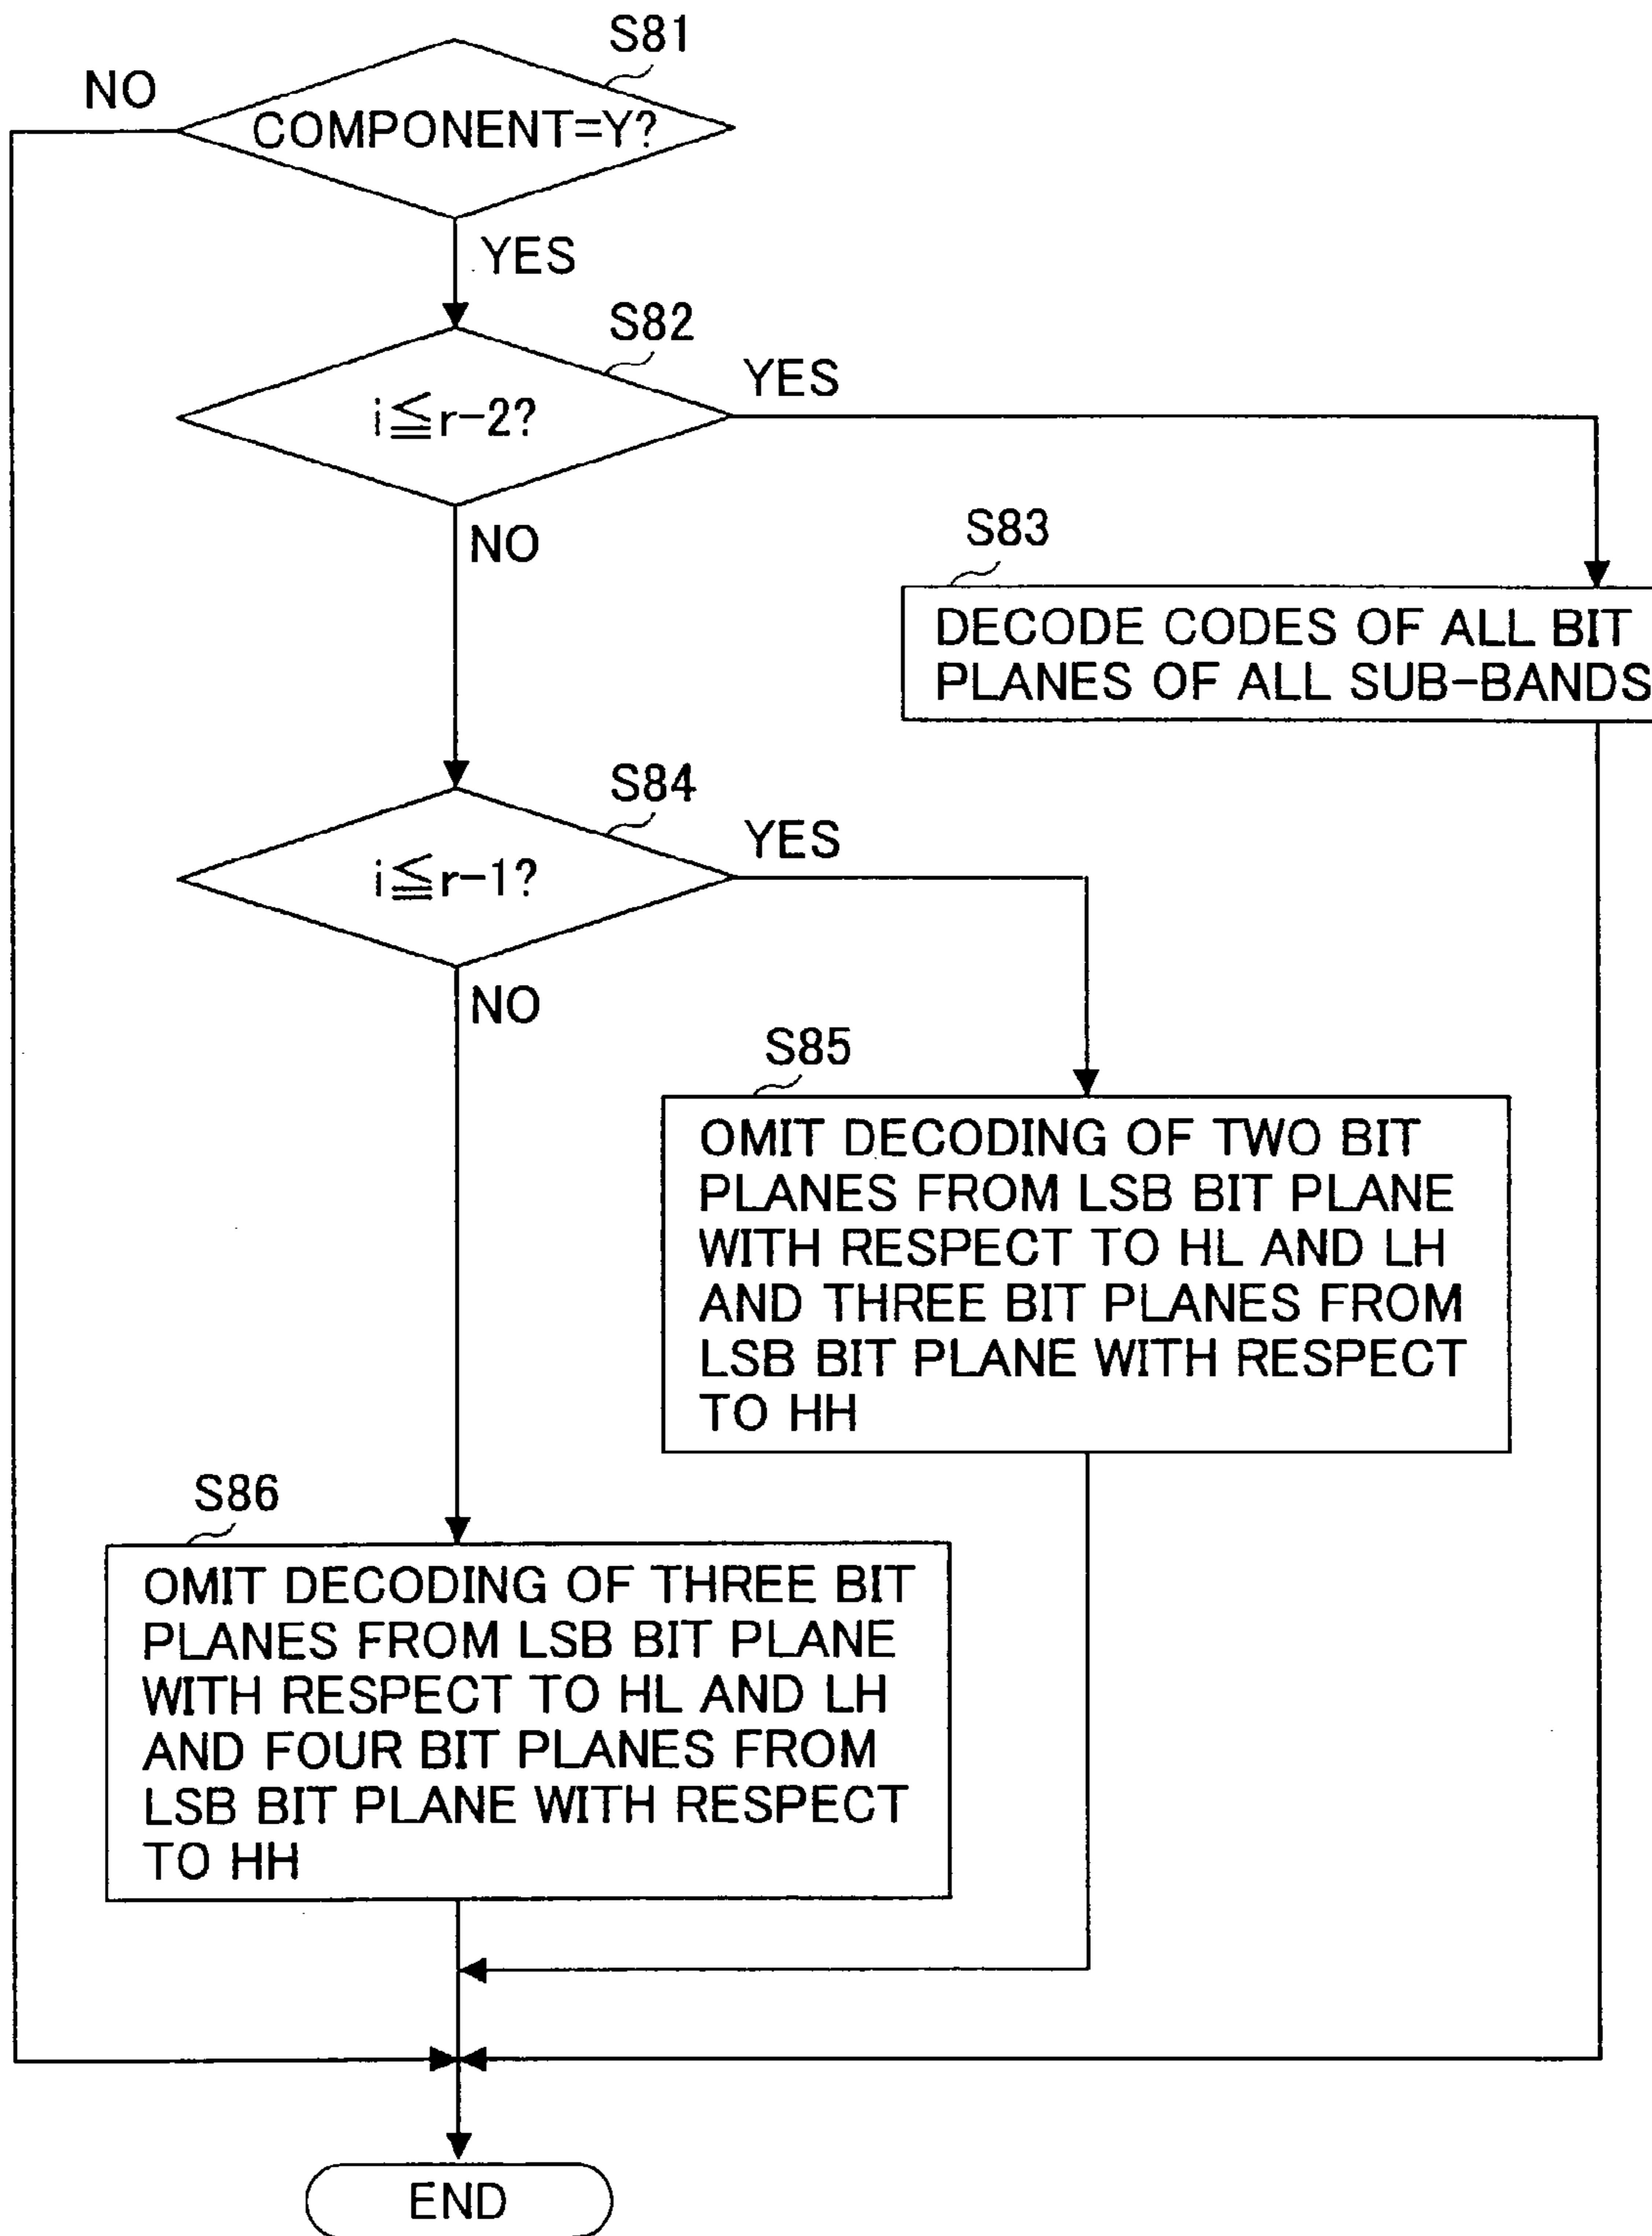 S81
NO
COMPONENT=Y?
YES
S82
YES
i≦r-2?
NO
S83
DECODE CODES OF ALL BIT
PLANES OF ALL SUB-BANDS
S84
YES
i≦r-1?
NO
S85
OMIT DECODING OF TWO BIT
PLANES FROM LSB BIT PLANE
WITH RESPECT TO HL AND LH
AND THREE BIT PLANES FROM
LSB BIT PLANE WITH RESPECT
TO HH
S86
OMIT DECODING OF THREE BIT
PLANES FROM LSB BIT PLANE
WITH RESPECT TO HL AND LH
AND FOUR BIT PLANES FROM
LSB BIT PLANE WITH RESPECT
TO HH
END